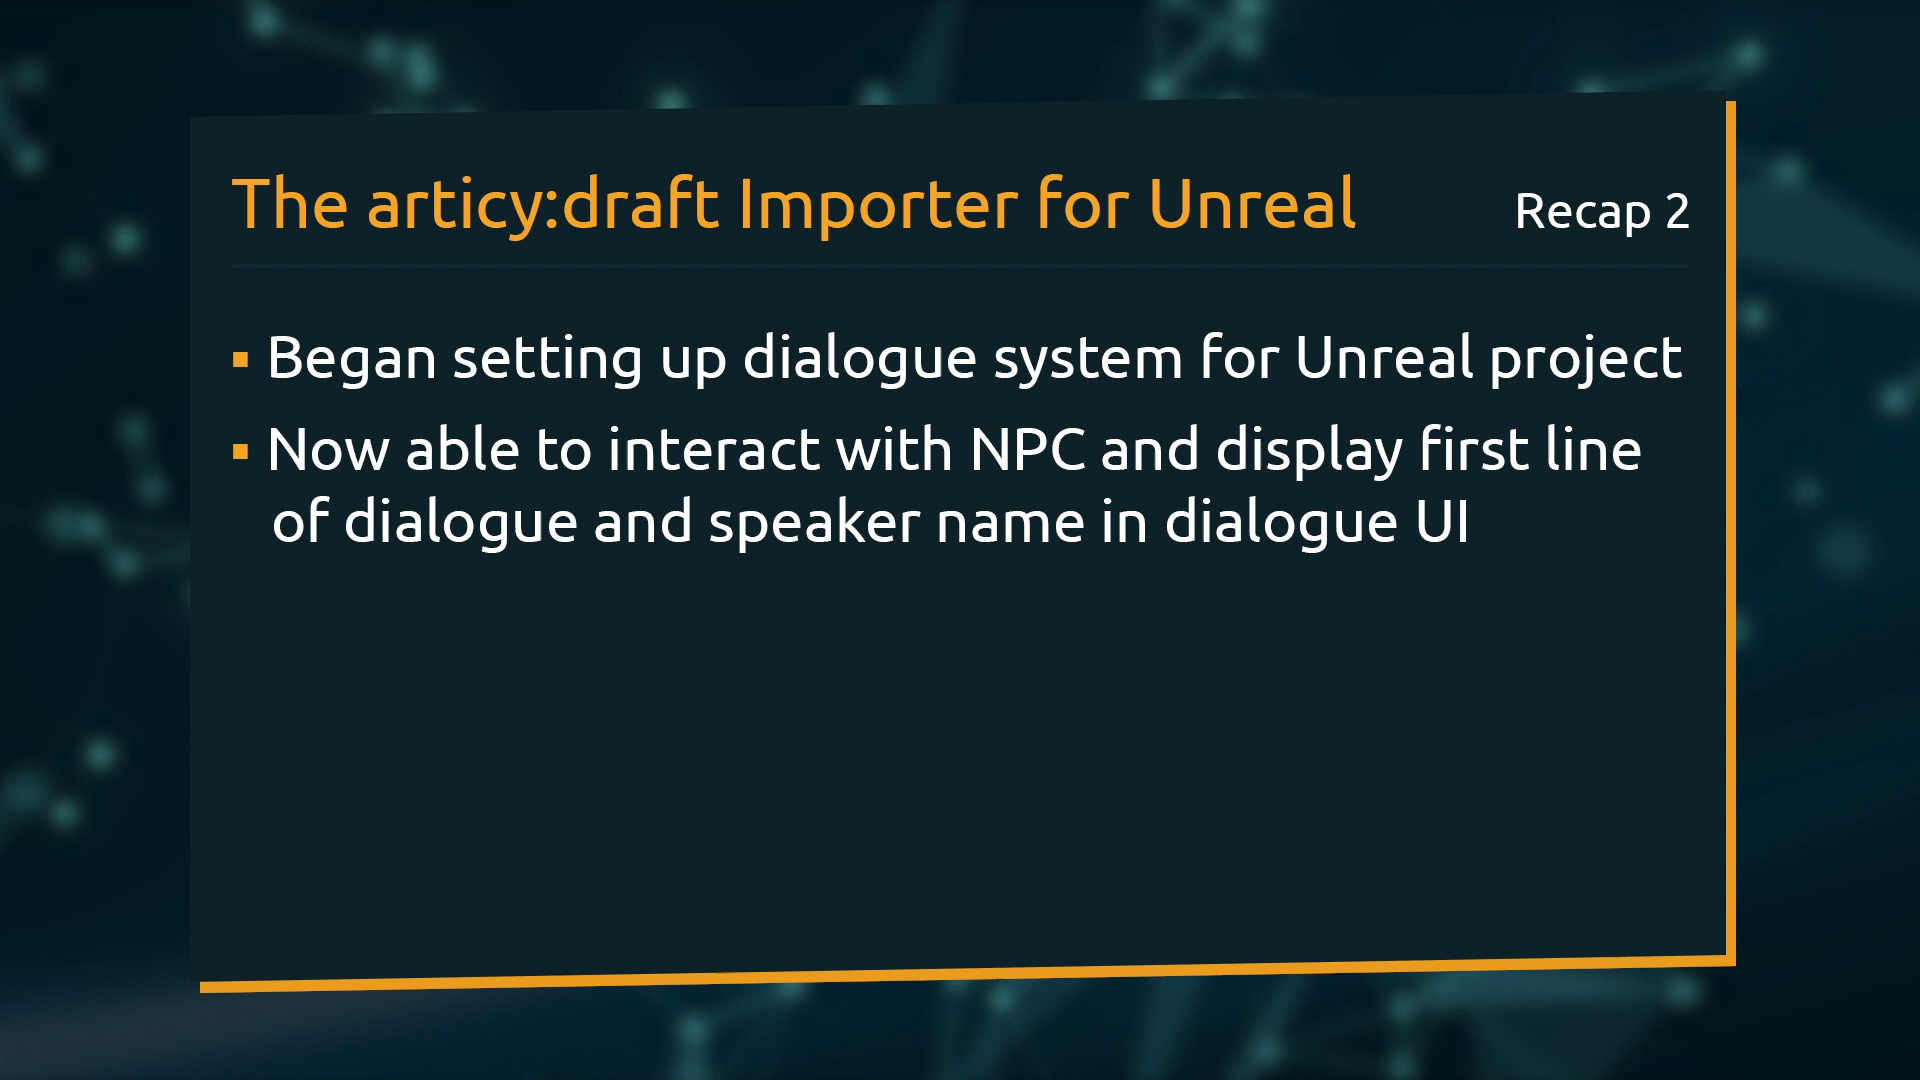 The articy:draft Importer for Unreal
Recap 2
▪ Began setting up dialogue system for Unreal project
▪ Now able to interact with NPC and display first line
of dialogue and speaker name in dialogue UI